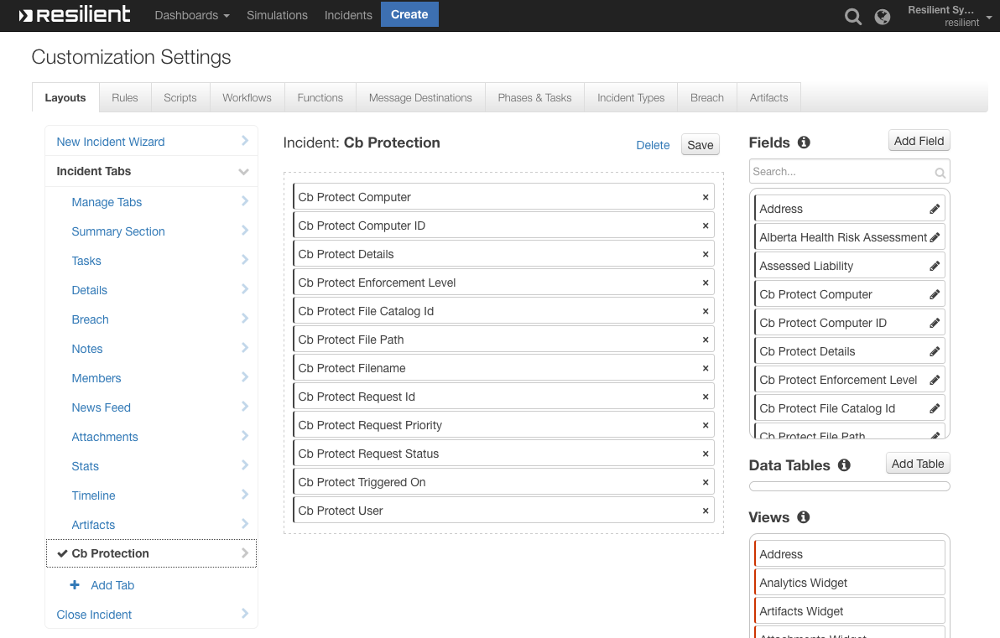 resilient
Dashboards
Simulations
Incidents
Create
Resilient Sy...
resilient
Customization Settings
Layouts
Rules
Scripts
Workflows
Functions
Message Destinations
Phases & Tasks
Incident Types
Breach
Artifacts
New Incident Wizard
Incident Tabs
Manage Tabs
Summary Section
Tasks
Details
Breach
Notes
Members
News Feed
Attachments
Stats
Timeline
Artifacts
Cb Protection
Add Tab
Close Incident
Incident: Cb Protection
Delete
Save
Cb Protect Computer
Cb Protect Computer ID
Cb Protect Details
Cb Protect Enforcement Level
Cb Protect File Catalog Id
Cb Protect File Path
Cb Protect Filename
Cb Protect Request Id
Cb Protect Request Priority
Cb Protect Request Status
Cb Protect Triggered On
Cb Protect User
Fields
Add Field
Search...
Address
Alberta Health Risk Assessment
Assessed Liability
Cb Protect Computer
Cb Protect Computer ID
Cb Protect Details
Cb Protect Enforcement Level
Cb Protect File Catalog Id
Cb Protect File Path
Data Tables
Add Table
Views
Address
Analytics Widget
Artifacts Widget
Attachments Widget